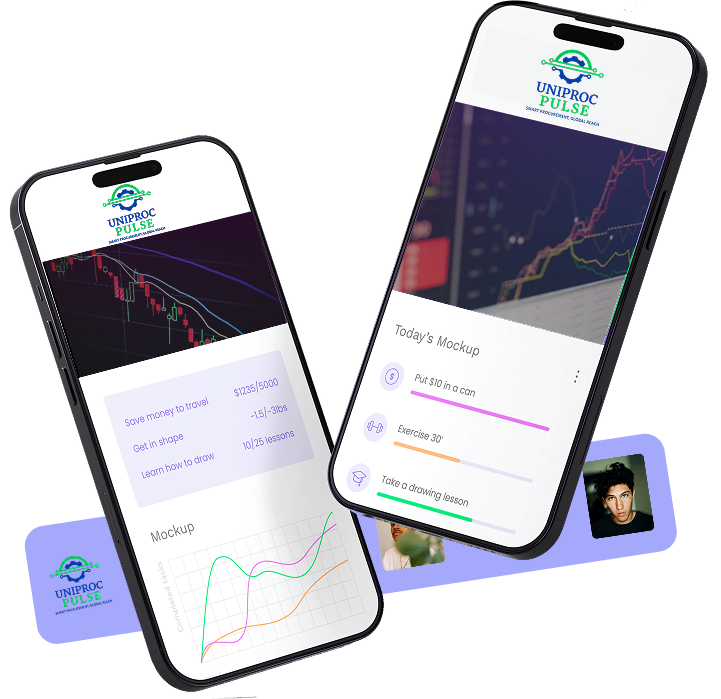 UNIPROC
PULSE
SMART PROCUREMENT, GLOBAL REACH
Save money to travel $1235/5000
Get in shape -1.5/-3lbs
Learn how to draw 10/25 lessons
Mockup
Completed tasks
UNIPROC
PULSE
SMART PROCUREMENT, GLOBAL REACH
Today's Mockup
Put $10 in a can
Exercise 30'
Take a drawing lesson
UNIPROC
PULSE
SMART PROCUREMENT, GLOBAL REACH